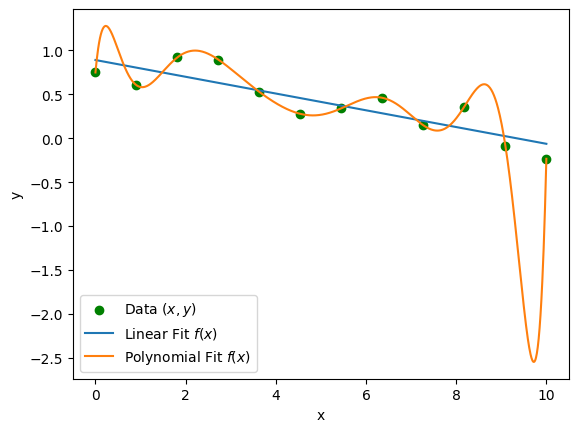 1.0
0.5
0.0
−0.5
−1.0
−1.5
−2.0
−2.5
y
Data (x, y)
Linear Fit f(x)
Polynomial Fit f(x)
0 2 4 6 8 10
x